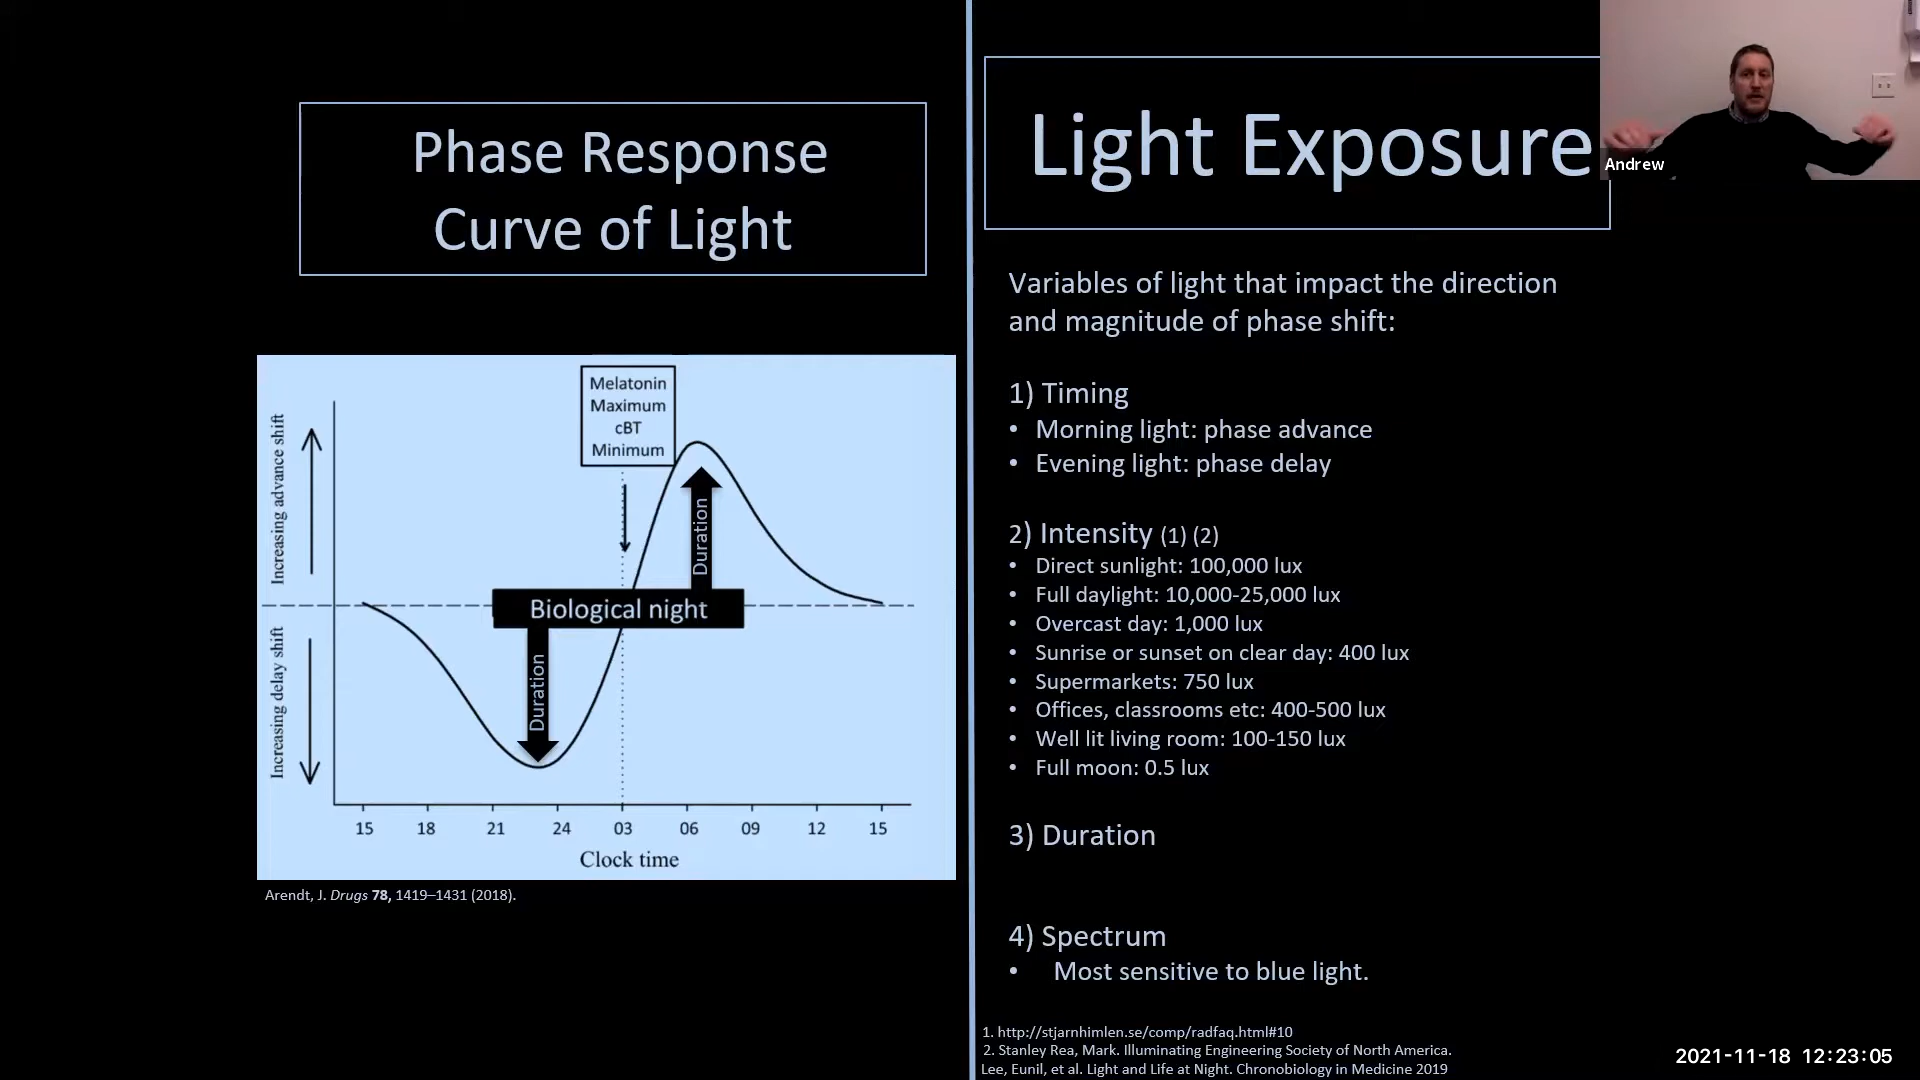 Phase Response
Curve of Light
Increasing advance shift
Increasing delay shift
Melatonin
Maximum
cBT
Minimum
Duration
Biological night
Duration
15 18 21 24 03 06 09 12 15
Clock time
Arendt, J. Drugs 78, 1419–1431 (2018).
Light Exposure
Andrew
Variables of light that impact the direction
and magnitude of phase shift:
1) Timing
• Morning light: phase advance
• Evening light: phase delay
2) Intensity (1) (2)
• Direct sunlight: 100,000 lux
• Full daylight: 10,000-25,000 lux
• Overcast day: 1,000 lux
• Sunrise or sunset on clear day: 400 lux
• Supermarkets: 750 lux
• Offices, classrooms etc: 400-500 lux
• Well lit living room: 100-150 lux
• Full moon: 0.5 lux
3) Duration
4) Spectrum
• Most sensitive to blue light.
1. http://stjarnhimlen.se/comp/radfaq.html#10
2. Stanley Rea, Mark. Illuminating Engineering Society of North America.
Lee, Eunil, et al. Light and Life at Night. Chronobiology in Medicine 2019
2021-11-18 12:23:05